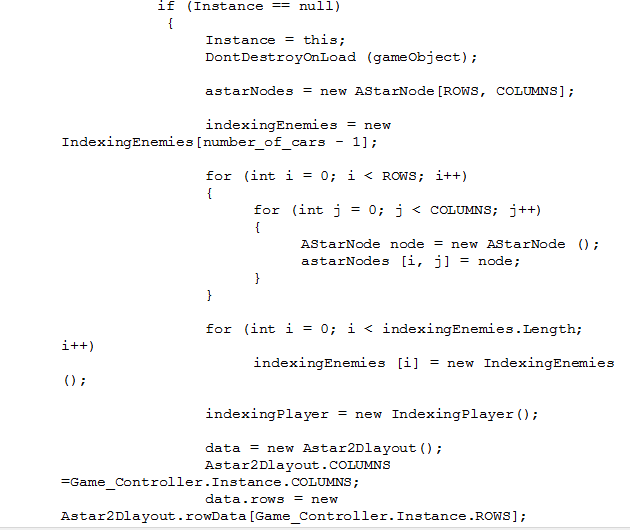 if (Instance == null)
{
Instance = this;
DontDestroyOnLoad (gameObject);
astarNodes = new AStarNode[ROWS, COLUMNS];
indexingEnemies = new
IndexingEnemies[number_of_cars - 1];
for (int i = 0; i < ROWS; i++)
{
for (int j = 0; j < COLUMNS; j++)
{
AStarNode node = new AStarNode ();
astarNodes [i, j] = node;
}
}
for (int i = 0; i < indexingEnemies.Length;
i++)
indexingEnemies [i] = new IndexingEnemies
();
indexingPlayer = new IndexingPlayer();
data = new Astar2Dlayout();
Astar2Dlayout.COLUMNS
=Game_Controller.Instance.COLUMNS;
data.rows = new
Astar2Dlayout.rowData[Game_Controller.Instance.ROWS];